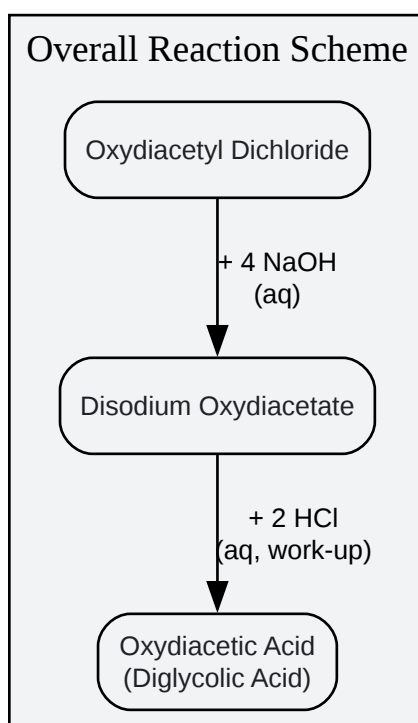 Overall Reaction Scheme
Oxydiacetyl Dichloride
+ 4 NaOH
(aq)
Disodium Oxydiacetate
+ 2 HCl
(aq, work-up)
Oxydiacetic Acid
(Diglycolic Acid)